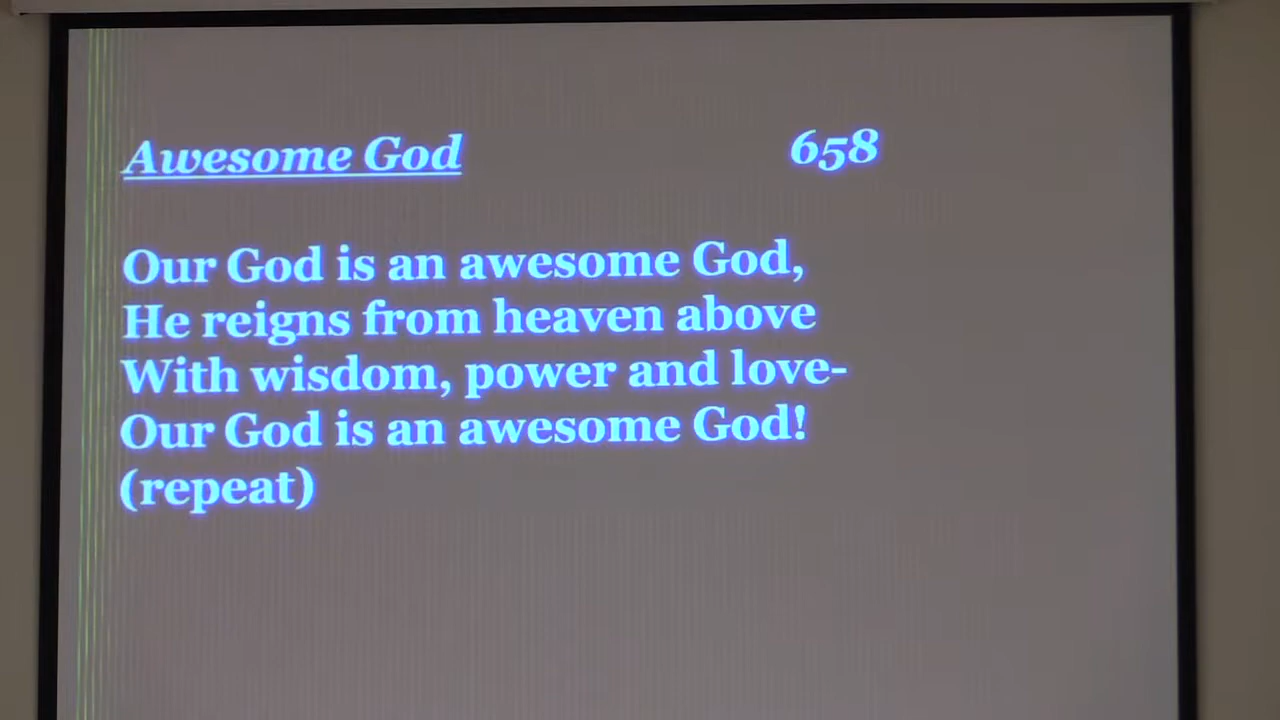 Awesome God 658
Our God is an awesome God,
He reigns from heaven above
With wisdom, power and love-
Our God is an awesome God!
(repeat)